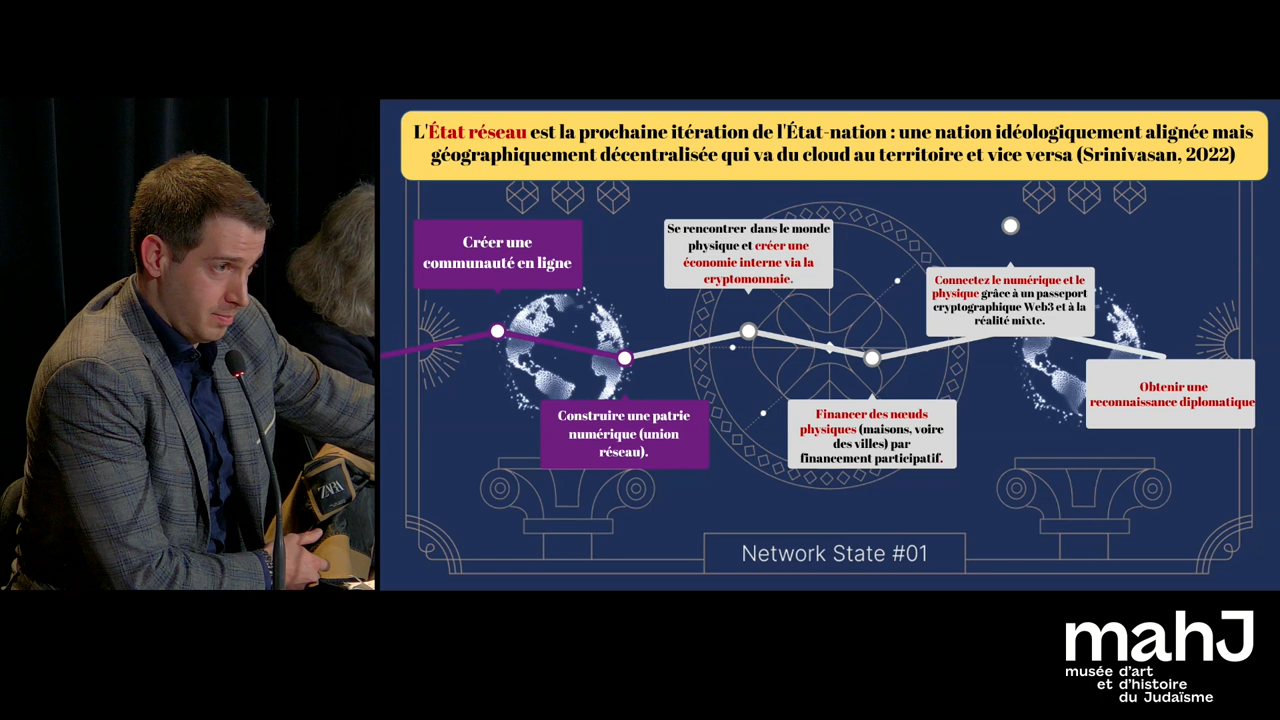 L'État réseau est la prochaine itération de l'État-nation : une nation idéologiquement alignée mais
géographiquement décentralisée qui va du cloud au territoire et vice versa (Srinivasan, 2022)
Créer une
communauté en ligne
Construire une patrie
numérique (union
réseau).
Se rencontrer dans le monde
physique et créer une
économie interne via la
cryptomonnaie.
Financer des nœuds
physiques (maisons, voire
des villes) par
financement participatif.
Connectez le numérique et le
physique grâce à un passeport
cryptographique Web3 et à la
réalité mixte.
Obtenir une
reconnaissance diplomatique
Network State #01
ZARA
mahJ
musée d'art
et d'histoire
du Judaïsme